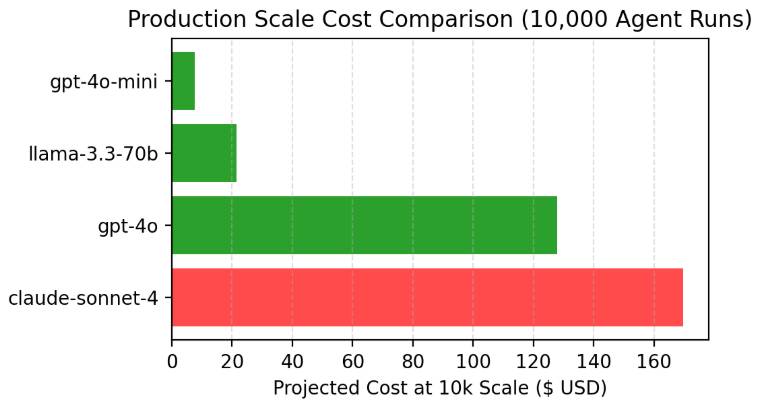 Production Scale Cost Comparison (10,000 Agent Runs)
gpt-4o-mini
llama-3.3-70b
gpt-4o
claude-sonnet-4
0 20 40 60 80 100 120 140 160
Projected Cost at 10k Scale ($ USD)